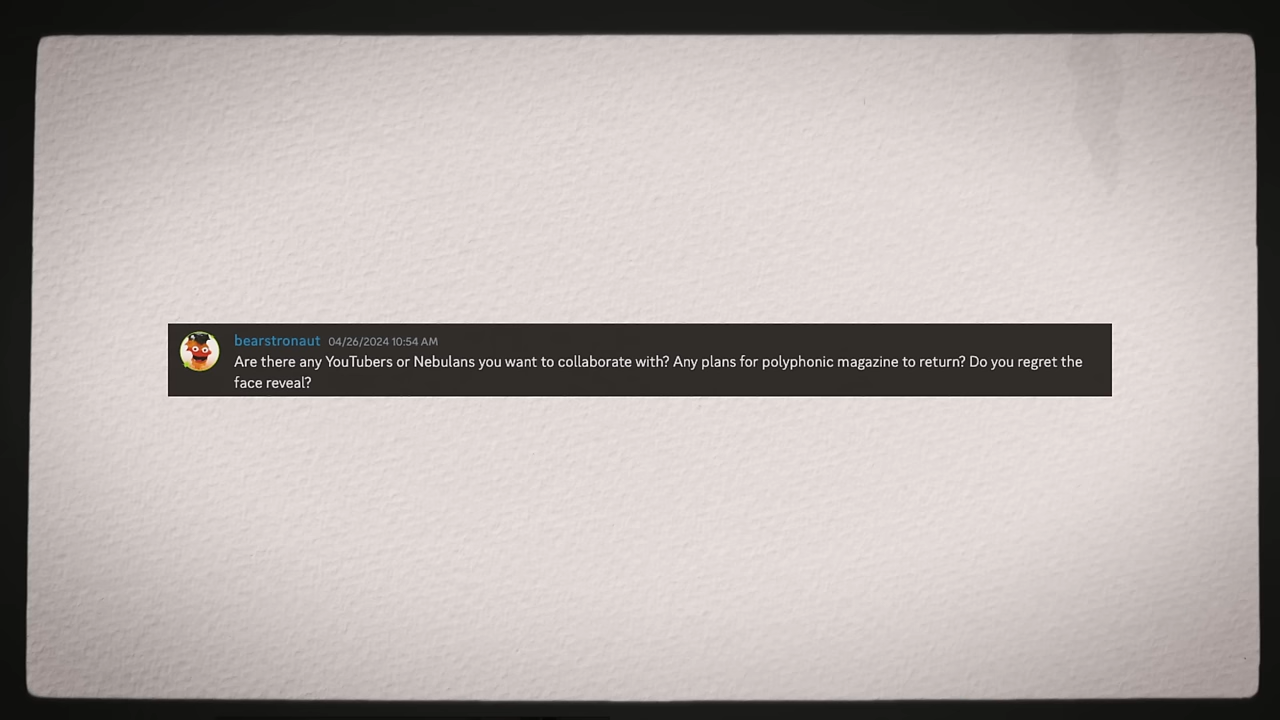 bearstronaut 04/26/2024 10:54 AM
Are there any YouTubers or Nebulans you want to collaborate with? Any plans for polyphonic magazine to return? Do you regret the
face reveal?